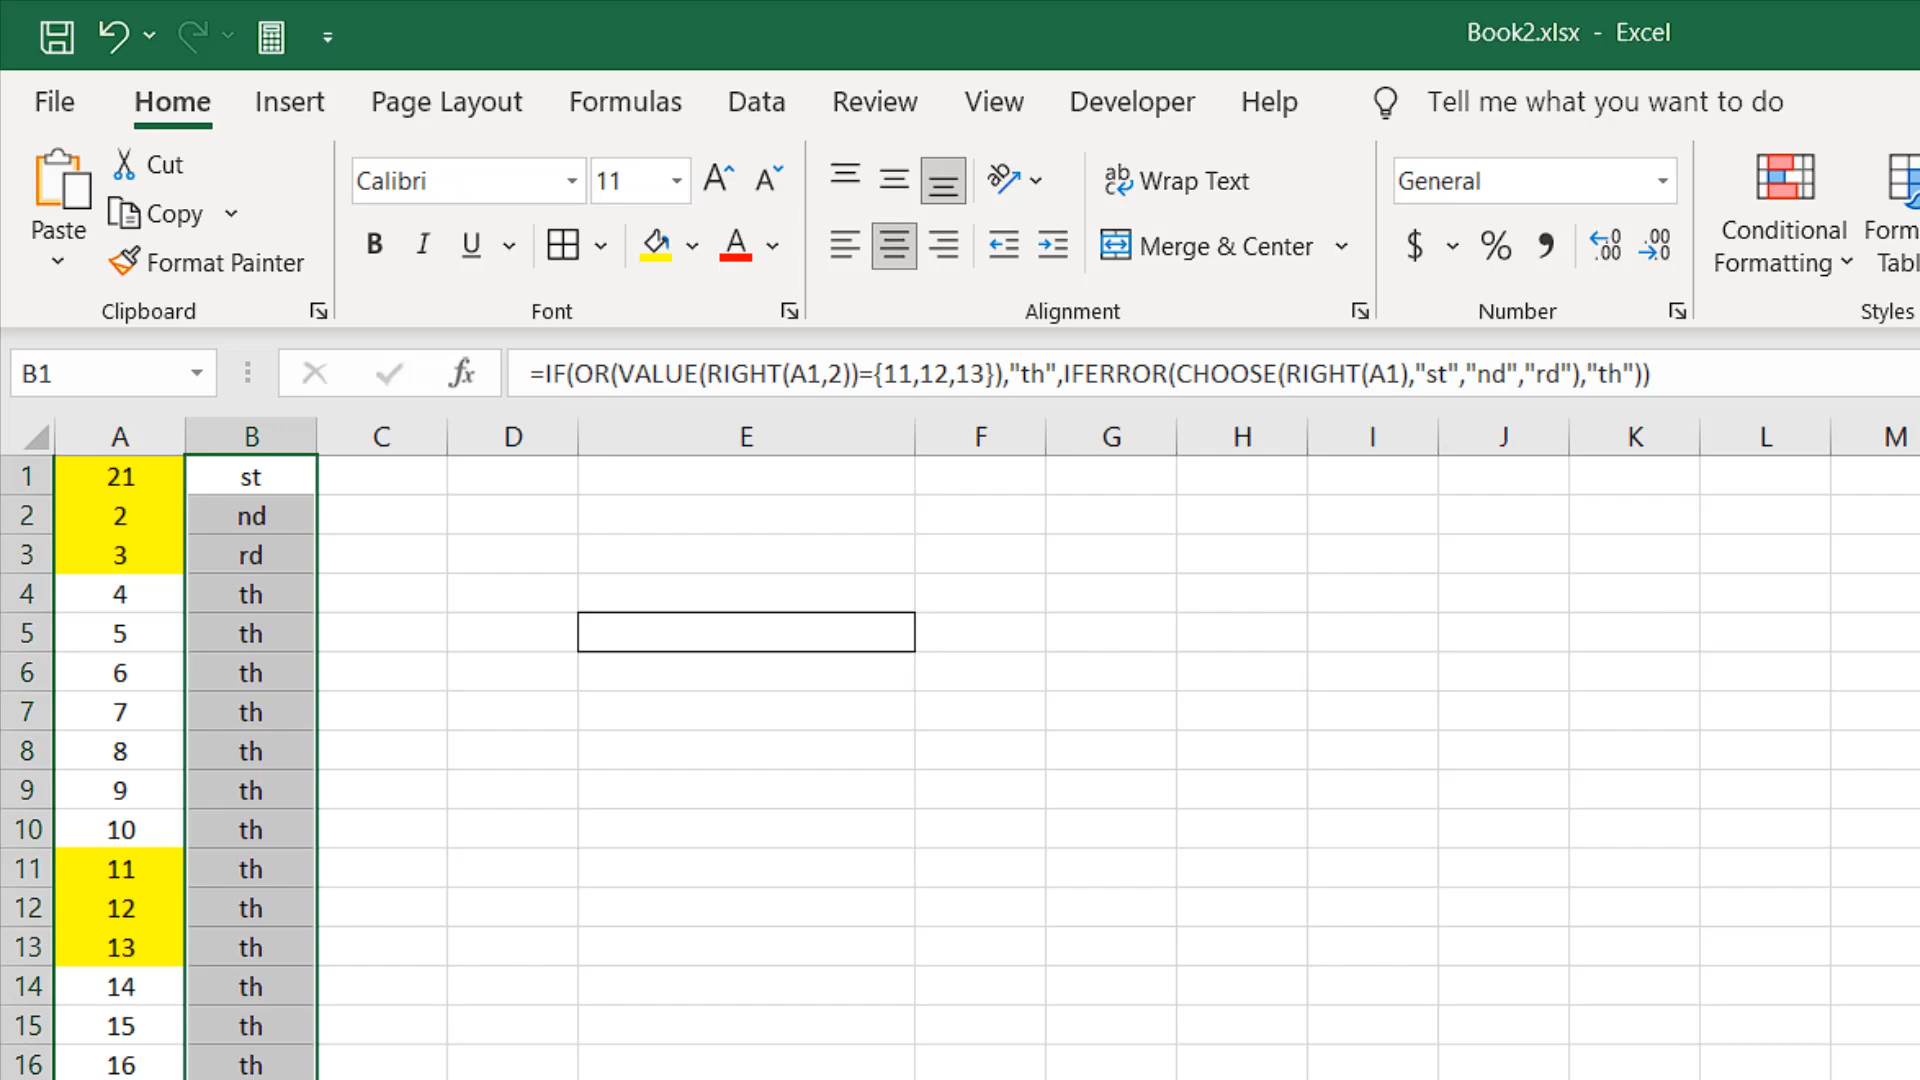 Book2.xlsx - Excel
File Home Insert Page Layout Formulas Data Review View Developer Help Tell me what you want to do
Paste
Cut
Copy
Format Painter
Clipboard
Calibri 11
B I U A
Font
Wrap Text
Merge & Center
Alignment
General
$ % 9 .00 .00
Number
Conditional
Formatting
Form
Tabl
Styles
B1 fx =IF(OR(VALUE(RIGHT(A1,2))={11,12,13}),"th",IFERROR(CHOOSE(RIGHT(A1),"st","nd","rd"),"th"))
A B C D E F G H I J K L M
1 21 st
2 2 nd
3 3 rd
4 4 th
5 5 th
6 6 th
7 7 th
8 8 th
9 9 th
10 10 th
11 11 th
12 12 th
13 13 th
14 14 th
15 15 th
16 16 th